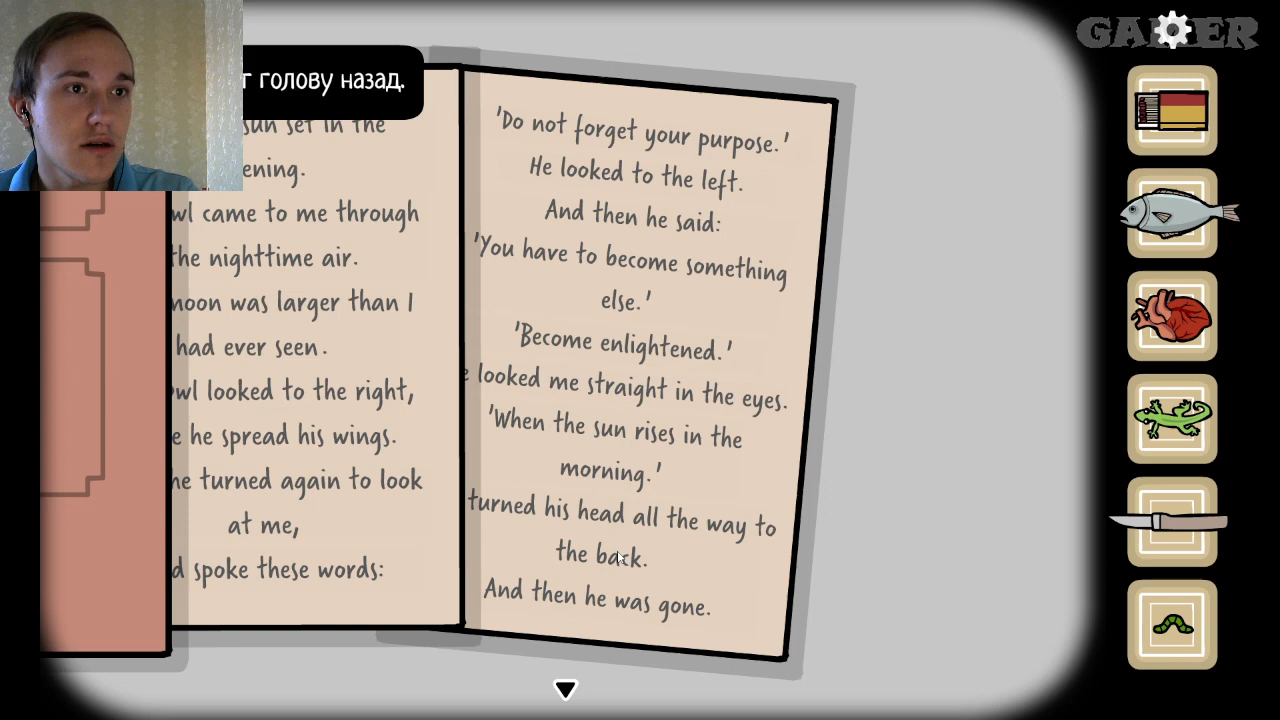 GAMER
голову назад.
sun set in the
came to me through
the nighttime air.
moon was larger than I
had ever seen.
looked to the right,
he spread his wings.
he turned again to look
at me,
spoke these words:
'Do not forget your purpose.'
He looked to the left.
And then he said:
'You have to become something
else.'
'Become enlightened.'
looked me straight in the eyes.
'When the sun rises in the
morning.'
turned his head all the way to
the back.
And then he was gone.